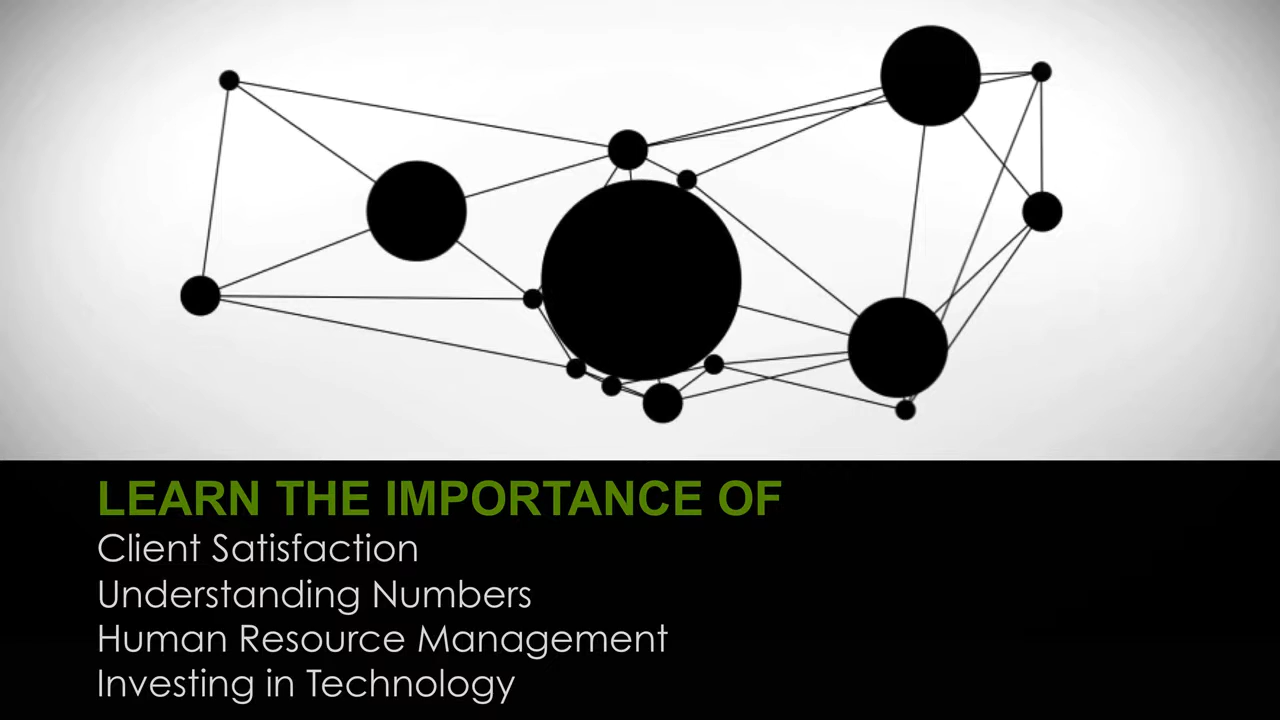 LEARN THE IMPORTANCE OF
Client Satisfaction
Understanding Numbers
Human Resource Management
Investing in Technology